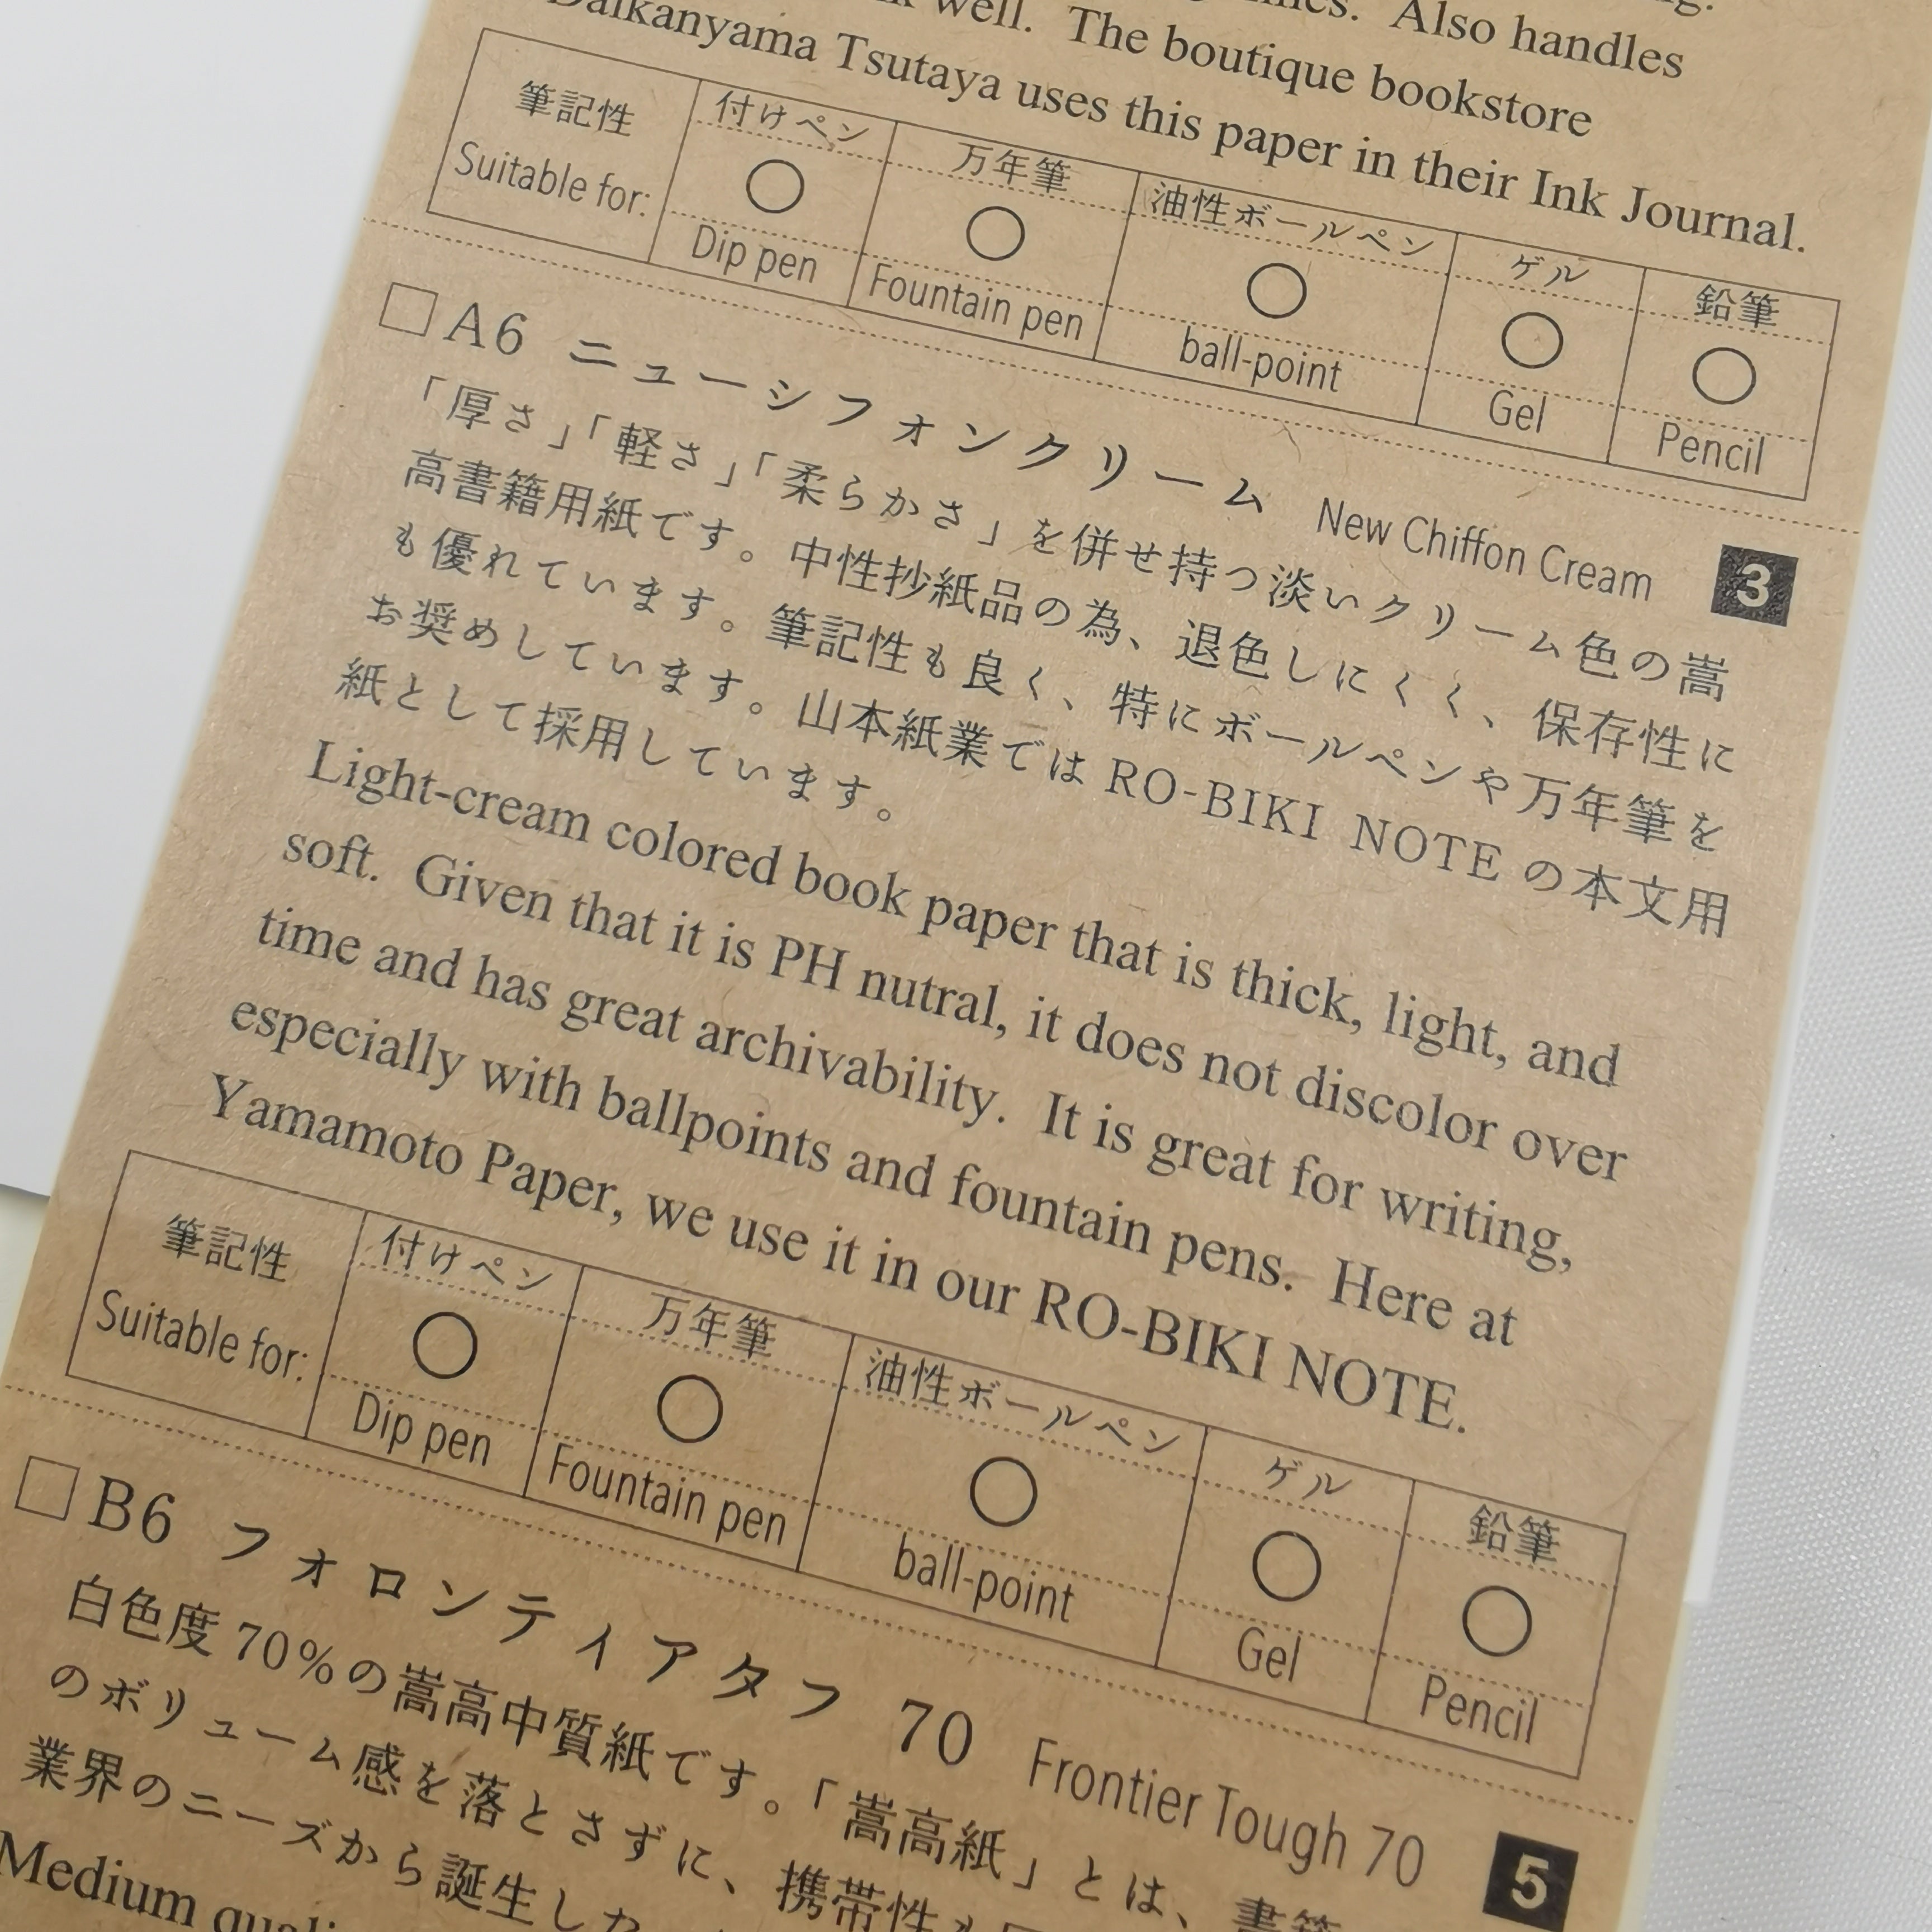 Also handles
well. The boutique bookstore
Daikanyama Tsutaya uses this paper in their Ink Journal.
筆記性 付けペン 万年筆 油性ボールペン ゲル 鉛筆
Suitable for: ○ ○ ○ ○ ○
Dip pen Fountain pen ball-point Gel Pencil
□A6 ニューシフォンクリーム New Chiffon Cream 3
「厚さ」「軽さ」「柔らかさ」を併せ持つ淡いクリーム色の嵩
高書籍用紙です。中性抄紙品の為、退色しにくく、保存性に
も優れています。筆記性も良く、特にボールペンや万年筆を
お奨めしています。山本紙業では RO-BIKI NOTE の本文用
紙として採用しています。
Light-cream colored book paper that is thick, light, and
soft. Given that it is PH nutral, it does not discolor over
time and has great archivability. It is great for writing,
especially with ballpoints and fountain pens. Here at
Yamamoto Paper, we use it in our RO-BIKI NOTE.
筆記性 付けペン 万年筆 油性ボールペン ゲル 鉛筆
Suitable for: ○ ○ ○ ○ ○
Dip pen Fountain pen ball-point Gel Pencil
□B6 フォロンティアタフ 70 Frontier Tough 70 5
白色度 70%の嵩高中質紙です。「嵩高紙」とは、書籍
のボリューム感を落とさずに、携帯性も
業界のニーズから誕生した
Medium